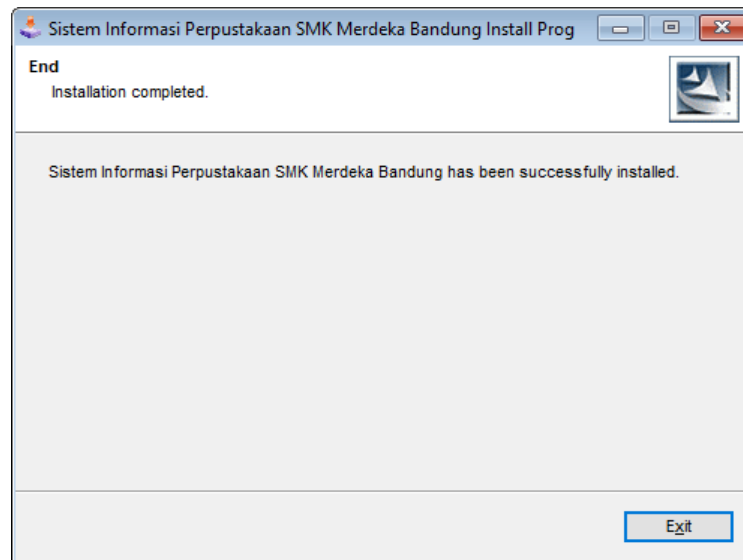 Sistem Informasi Perpustakaan SMK Merdeka Bandung Install Prog
End
Installation completed.
Sistem Informasi Perpustakaan SMK Merdeka Bandung has been successfully installed.
Exit